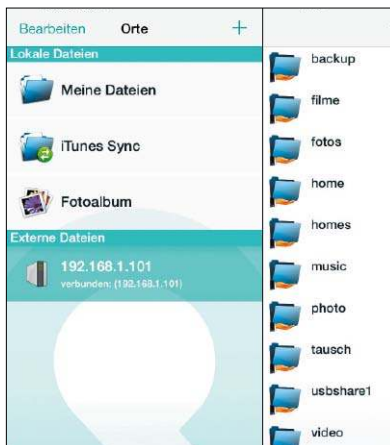 Bearbeiten Orte +
Lokale Dateien
Meine Dateien
iTunes Sync
Fotoalbum
Externe Dateien
192.168.1.101
verbunden: (192.168.1.101)
backup
filme
fotos
home
homes
music
photo
tausch
usbshare1
video